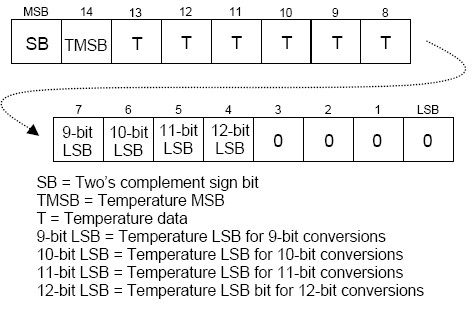 MSB 14 13 12 11 10 9 8
SB TMSB T T T T T T
7 6 5 4 3 2 1 LSB
9-bit 10-bit 11-bit 12-bit 0 0 0 0
LSB LSB LSB LSB
SB = Two's complement sign bit
TMSB = Temperature MSB
T = Temperature data
9-bit LSB = Temperature LSB for 9-bit conversions
10-bit LSB = Temperature LSB for 10-bit conversions
11-bit LSB = Temperature LSB for 11-bit conversions
12-bit LSB = Temperature LSB bit for 12-bit conversions